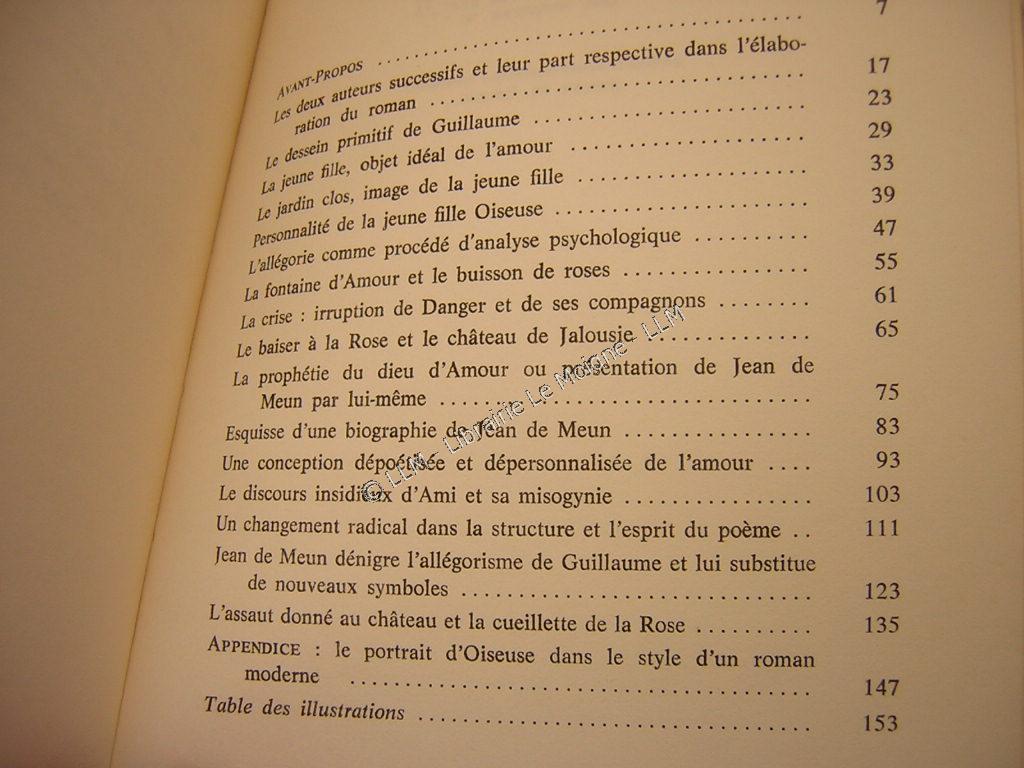 AVANT-PROPOS ........ 7
Les deux auteurs successifs et leur part respective dans l'élabo-
ration du roman ........ 17
Le dessein primitif de Guillaume ........ 23
La jeune fille, objet idéal de l'amour ........ 29
Le jardin clos, image de la jeune fille ........ 33
Personnalité de la jeune fille Oiseuse ........ 39
L'allégorie comme procédé d'analyse psychologique ........ 47
La fontaine d'Amour et le buisson de roses ........ 55
La crise : irruption de Danger et de ses compagnons ........ 61
Le baiser à la Rose et le château de Jalousie ........ 65
La prophétie du dieu d'Amour ou présentation de Jean de
Meun par lui-même ........ 75
Esquisse d'une biographie de Jean de Meun ........ 83
Une conception dépoétisée et dépersonnalisée de l'amour .... 93
Le discours insidieux d'Ami et sa misogynie ........ 103
Un changement radical dans la structure et l'esprit du poème .. 111
Jean de Meun dénigre l'allégorisme de Guillaume et lui substitue
de nouveaux symboles ........ 123
L'assaut donné au château et la cueillette de la Rose ........ 135
APPENDICE : le portrait d'Oiseuse dans le style d'un roman
moderne ........ 147
Table des illustrations ........ 153
© LLM - Librairie Le Moigne - LLM